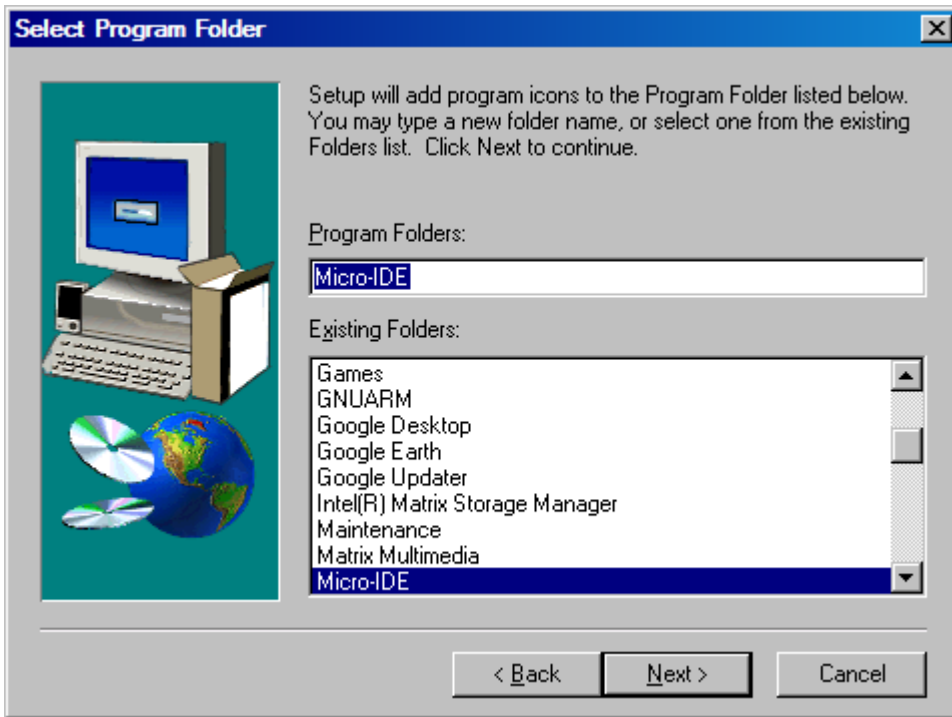 Select Program Folder
Setup will add program icons to the Program Folder listed below.
You may type a new folder name, or select one from the existing
Folders list.  Click Next to continue.
Program Folders:
Micro-IDE
Existing Folders:
Games
GNUARM
Google Desktop
Google Earth
Google Updater
Intel(R) Matrix Storage Manager
Maintenance
Matrix Multimedia
Micro-IDE
< Back
Next >
Cancel